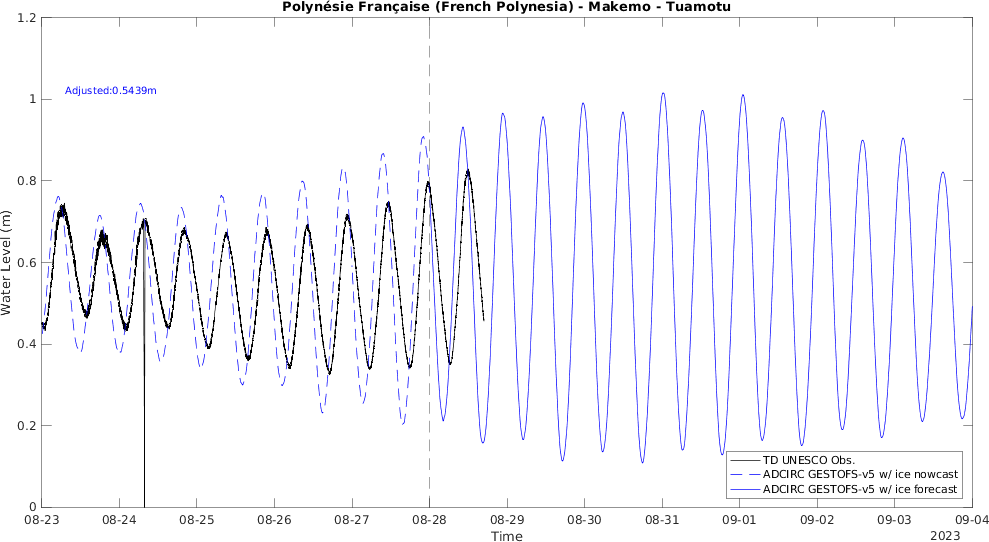 Polynésie Française (French Polynesia) - Makemo - Tuamotu
1.2
1
0.8
0.6
0.4
0.2
0
Water Level (m)
Adjusted:0.5439m
TD UNESCO Obs.
ADCIRC GESTOFS-v5 w/ ice nowcast
ADCIRC GESTOFS-v5 w/ ice forecast
08-23 08-24 08-25 08-26 08-27 08-28 08-29 08-30 08-31 09-01 09-02 09-03 09-04
Time
2023